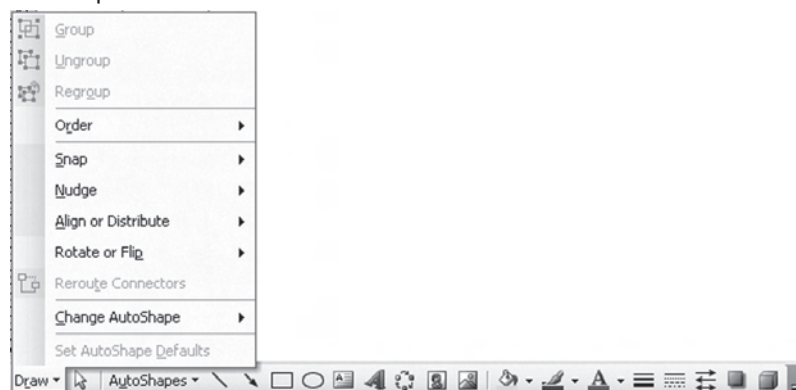 Group
Ungroup
Regroup
Order
Snap
Nudge
Align or Distribute
Rotate or Flip
Reroute Connectors
Change AutoShape
Set AutoShape Defaults
Draw AutoShapes A A